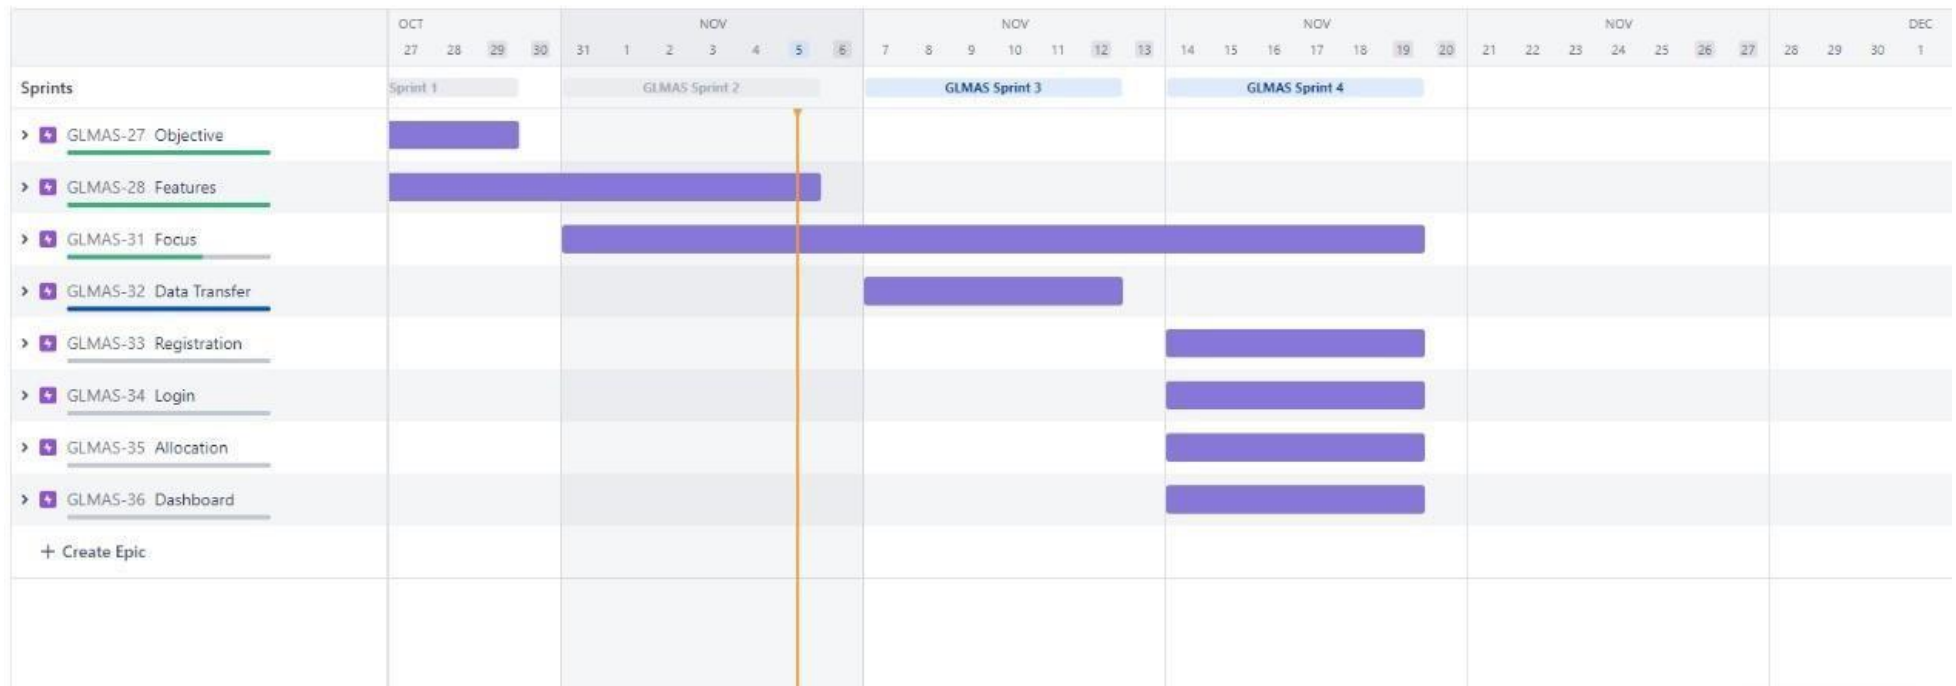 OCT NOV NOV NOV NOV DEC
27 28 29 30 31 1 2 3 4 5 6 7 8 9 10 11 12 13 14 15 16 17 18 19 20 21 22 23 24 25 26 27 28 29 30 1
Sprints Sprint 1 GLMAS Sprint 2 GLMAS Sprint 3 GLMAS Sprint 4
GLMAS-27 Objective
GLMAS-28 Features
GLMAS-31 Focus
GLMAS-32 Data Transfer
GLMAS-33 Registration
GLMAS-34 Login
GLMAS-35 Allocation
GLMAS-36 Dashboard
+ Create Epic